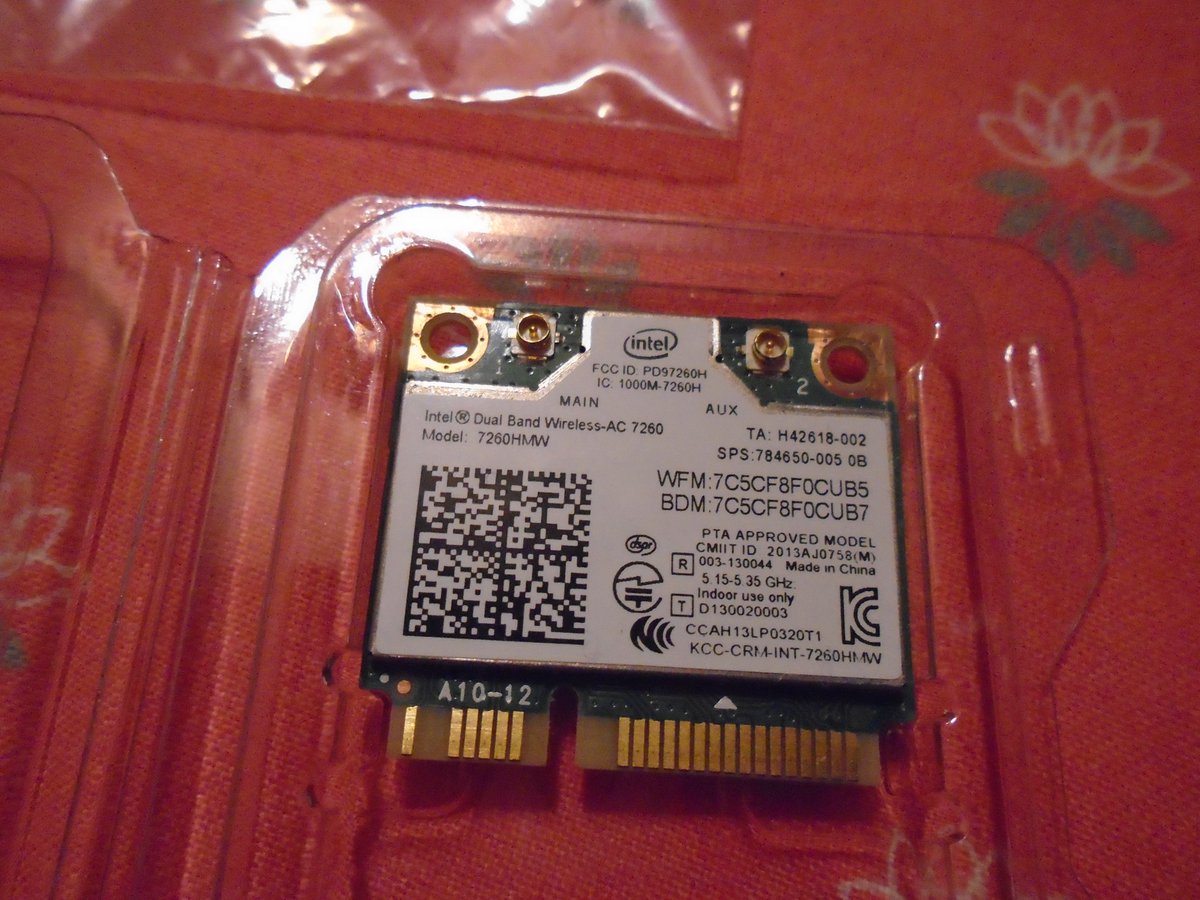 intel
FCC ID: PD97260H
IC: 1000M-7260H
1
2
MAIN
AUX
Intel® Dual Band Wireless-AC 7260
Model: 7260HMW
TA: H42618-002
SPS:784650-005 0B
WFM:7C5CF8F0CUB5
BDM:7C5CF8F0CUB7
PTA APPROVED MODEL
CMIIT ID 2013AJ0758(M)
dspr
R 003-130044 Made in China
5.15-5.35 GHz.
Indoor use only
T D130020003
CCAH13LP0320T1
KCC-CRM-INT-7260HMW
A10-12